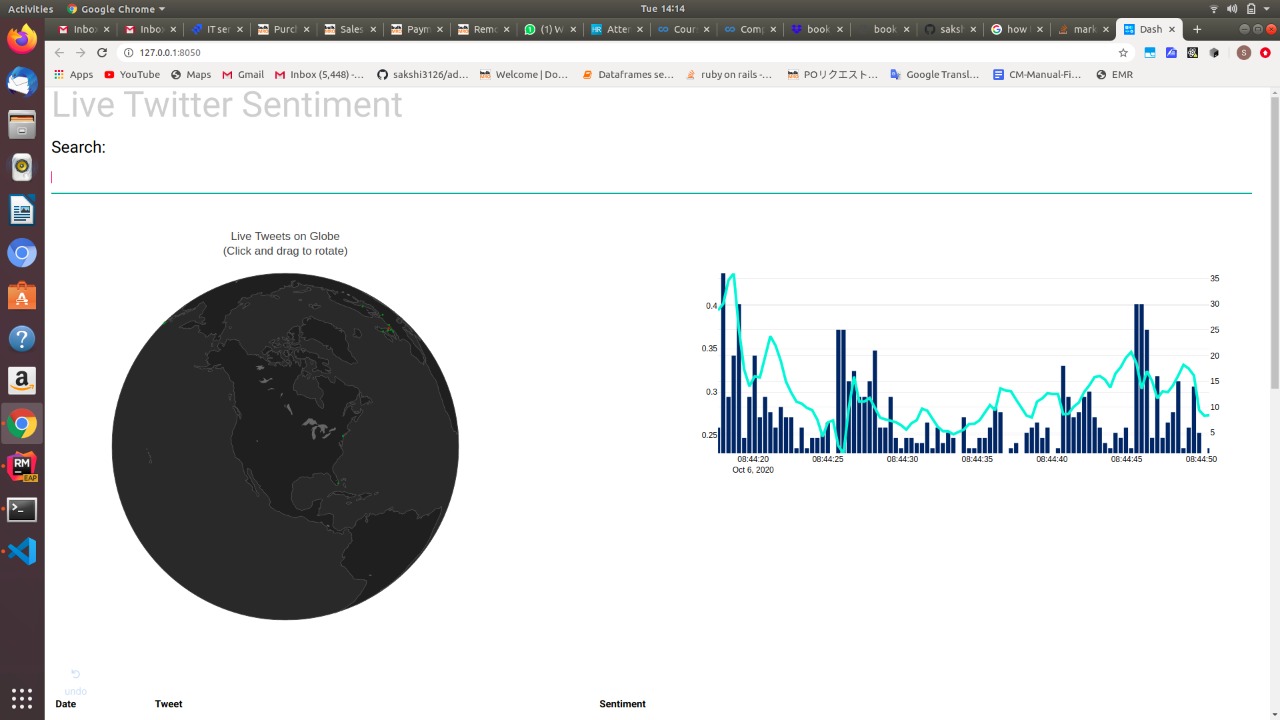 Activities Google Chrome Tue 14:14
Inbox Inbox IT ser Purch Sales Paym Remo (1) W Atter Cour Comp book book saksh how i mark Dash
127.0.0.1:8050
Apps YouTube Maps Gmail Inbox (5,448) -... sakshi3126/ad... Welcome | Do... Dataframes se... ruby on rails -... POリクエスト... Google Transl... CM-Manual-Fi... EMR
Live Twitter Sentiment
Search:
Live Tweets on Globe
(Click and drag to rotate)
0.4
0.35
0.3
0.25
35
30
25
20
15
10
5
08:44:20 08:44:25 08:44:30 08:44:35 08:44:40 08:44:45 08:44:50
Oct 6, 2020
undo
Date Tweet Sentiment